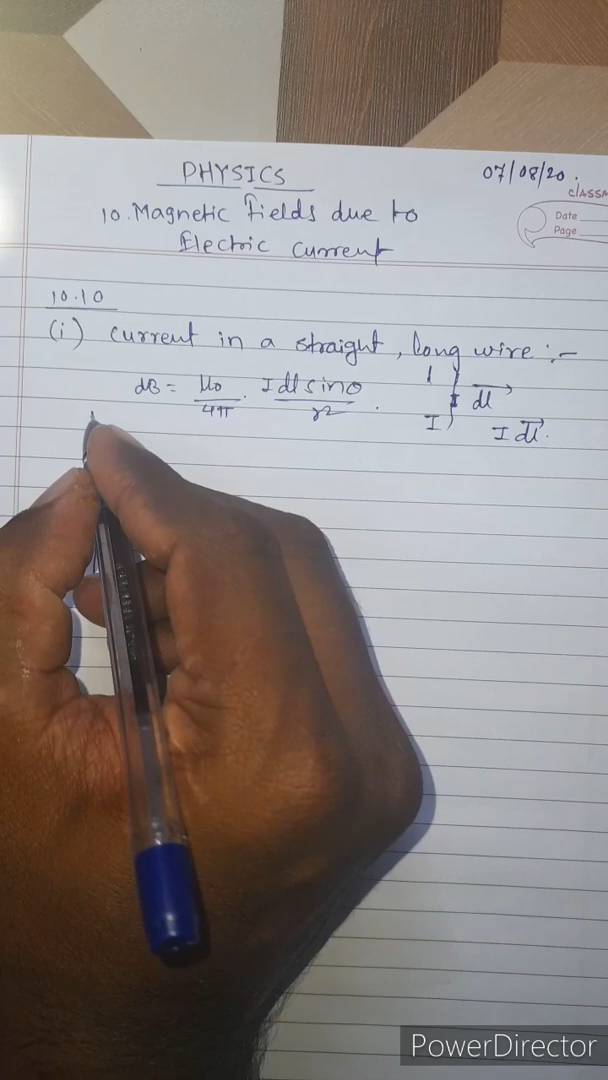 PHYSICS
07/08/20.
classm
10. Magnetic Fields due to
Date
Page
Electric current
10.10
(i) current in a straight, long wire :-
dB = μ0/4π . I dl sinθ/r² .
I
dl
I dl.
PowerDirector